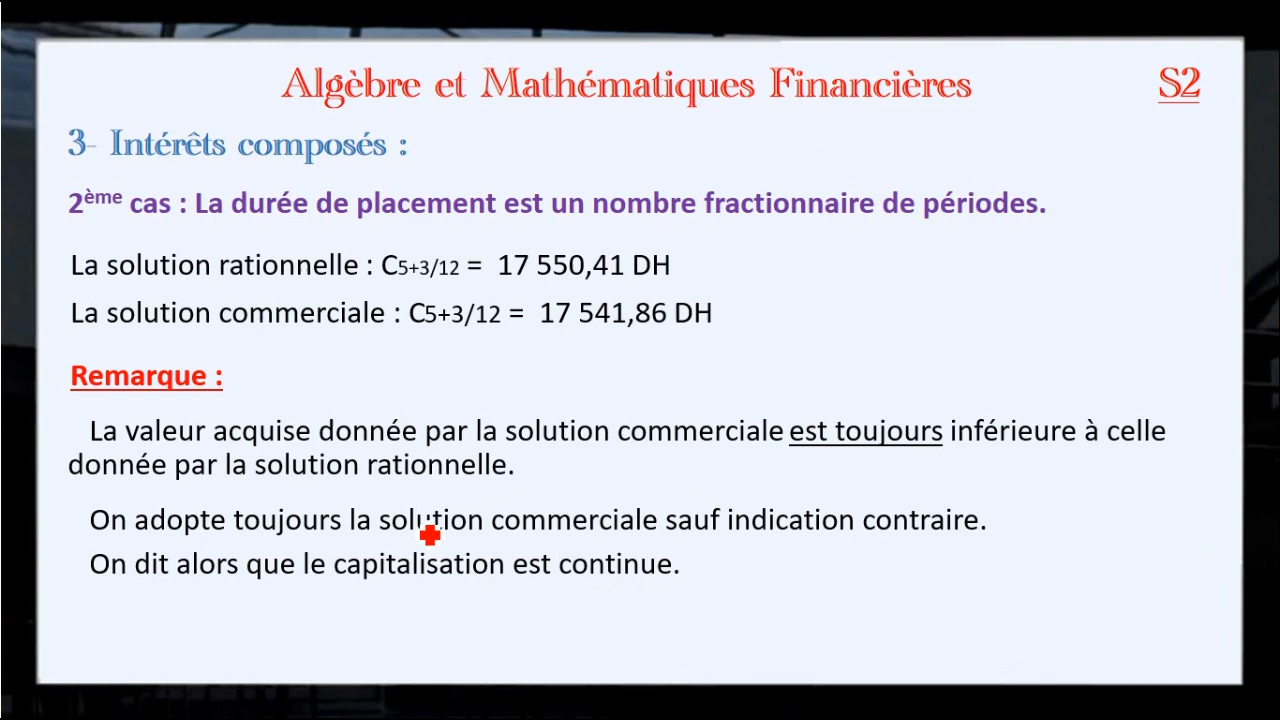 Algèbre et Mathématiques Financières S2
3- Intérêts composés :
2ème cas : La durée de placement est un nombre fractionnaire de périodes.
La solution rationnelle : C5+3/12 = 17 550,41 DH
La solution commerciale : C5+3/12 = 17 541,86 DH
Remarque :
La valeur acquise donnée par la solution commerciale est toujours inférieure à celle
donnée par la solution rationnelle.
On adopte toujours la solution commerciale sauf indication contraire.
On dit alors que le capitalisation est continue.